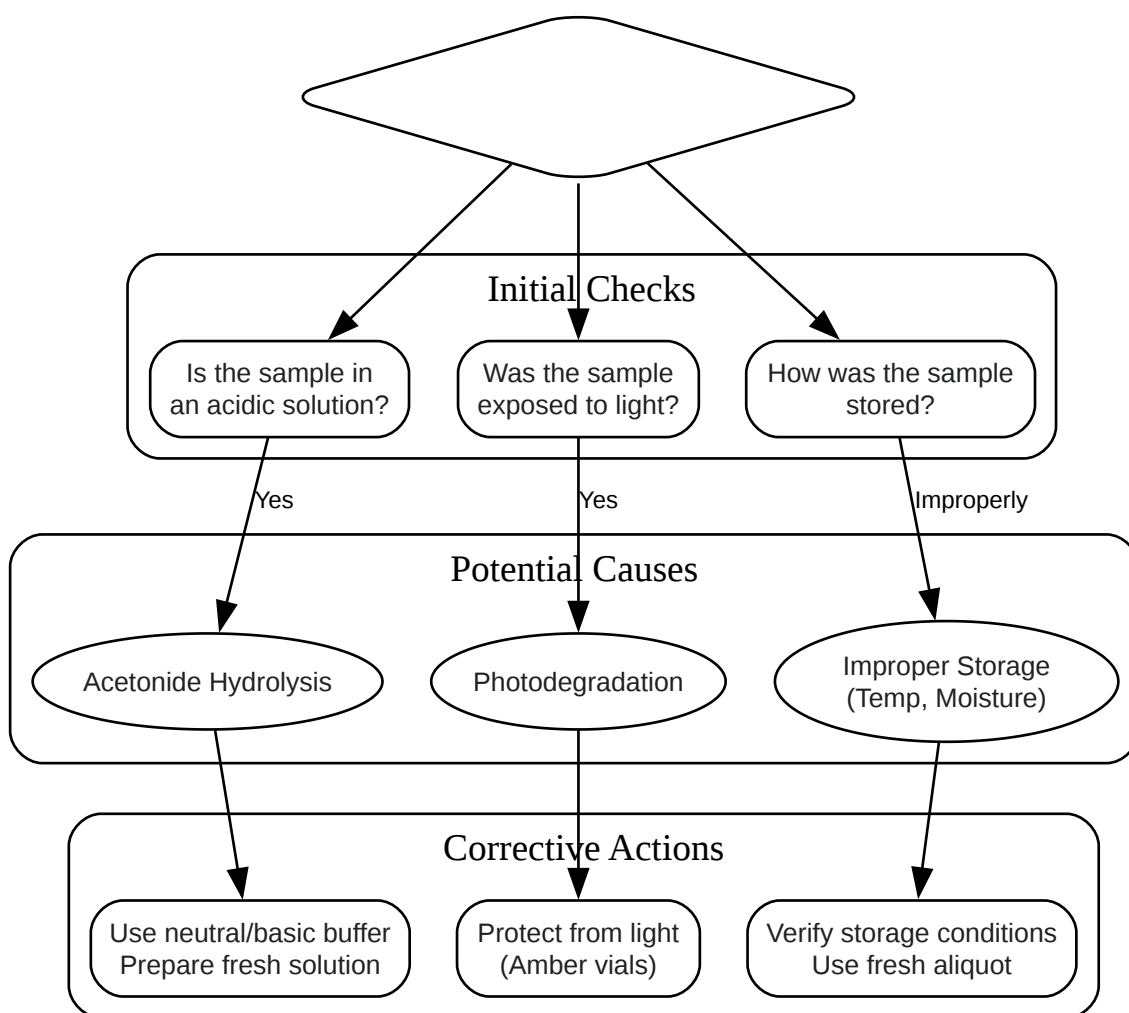 Initial Checks
Is the sample in
an acidic solution?
Was the sample
exposed to light?
How was the sample
stored?
Yes
Yes
Improperly
Potential Causes
Acetonide Hydrolysis
Photodegradation
Improper Storage
(Temp, Moisture)
Corrective Actions
Use neutral/basic buffer
Prepare fresh solution
Protect from light
(Amber vials)
Verify storage conditions
Use fresh aliquot